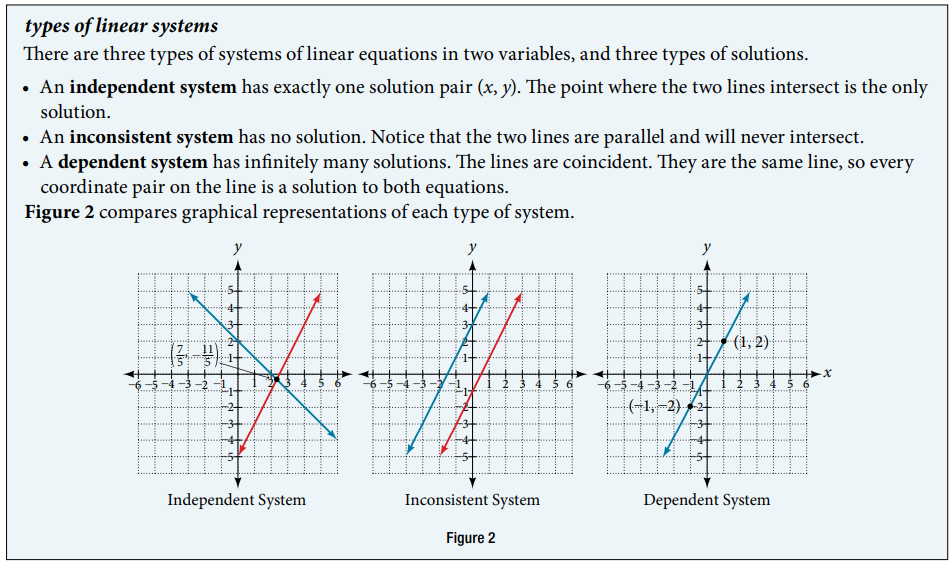 types of linear systems
There are three types of systems of linear equations in two variables, and three types of solutions.
• An independent system has exactly one solution pair (x, y). The point where the two lines intersect is the only
solution.
• An inconsistent system has no solution. Notice that the two lines are parallel and will never intersect.
• A dependent system has infinitely many solutions. The lines are coincident. They are the same line, so every
coordinate pair on the line is a solution to both equations.
Figure 2 compares graphical representations of each type of system.
y
5
4
3
2
1
−6 −5 −4 −3 −2 −1 1 2 3 4 5 6
−1
−2
−3
−4
−5
(7/5, −11/5)
Independent System
y
5
4
3
2
1
−6 −5 −4 −3 −2 −1 1 2 3 4 5 6
−1
−2
−3
−4
−5
Inconsistent System
y
5
4
3
2
1
−6 −5 −4 −3 −2 −1 1 2 3 4 5 6 x
−1
−2
−3
−4
−5
(1, 2)
(−1, −2)
Dependent System
Figure 2